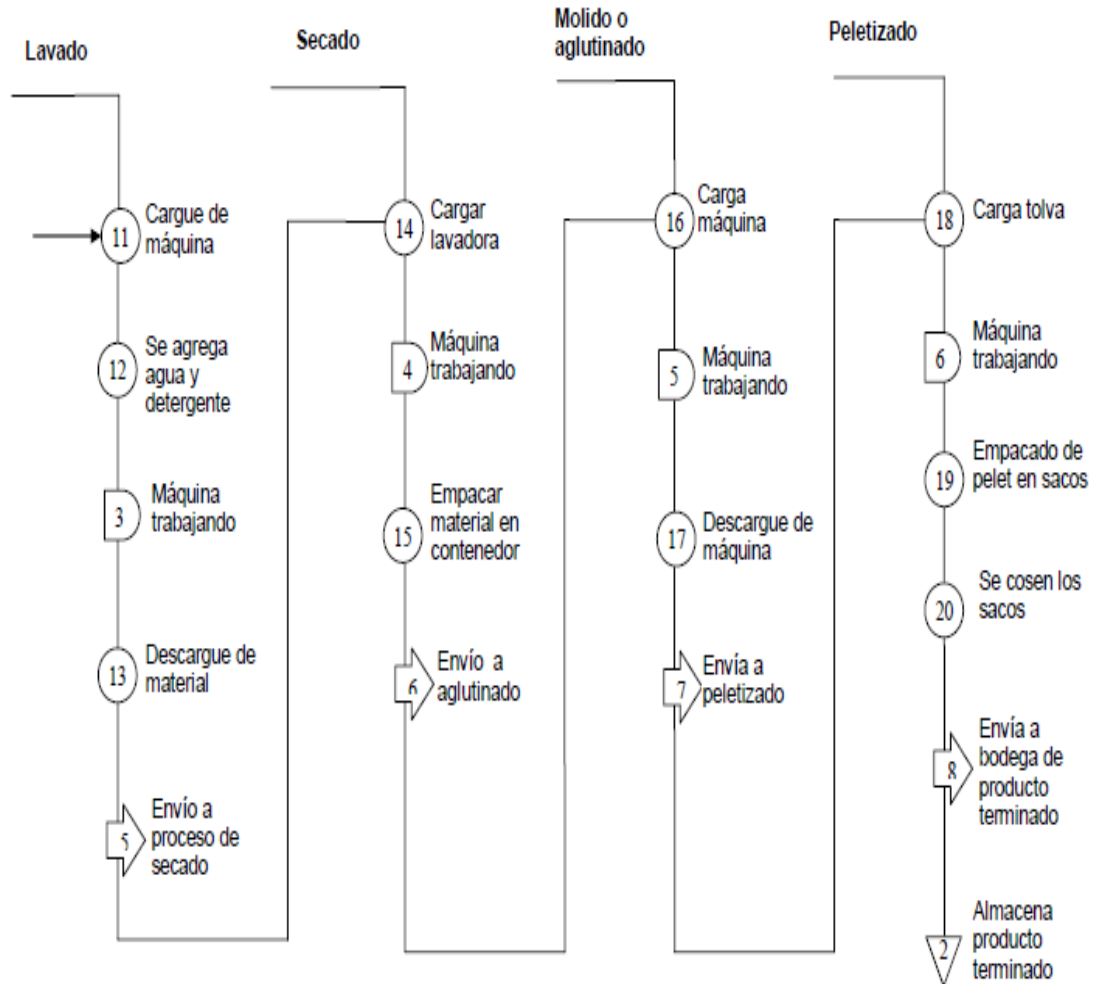 Lavado
11
Cargue de
máquina
12
Se agrega
agua y
detergente
3
Máquina
trabajando
13
Descargue de
material
5
Envío a
proceso de
secado
Secado
14
Cargar
lavadora
4
Máquina
trabajando
15
Empacar
material en
contenedor
6
Envío a
aglutinado
Molido o
aglutinado
16
Carga
máquina
5
Máquina
trabajando
17
Descargue de
máquina
7
Envía a
peletizado
Peletizado
18
Carga tolva
6
Máquina
trabajando
19
Empacado de
pelet en sacos
20
Se cosen los
sacos
8
Envía a
bodega de
producto
terminado
2
Almacena
producto
terminado